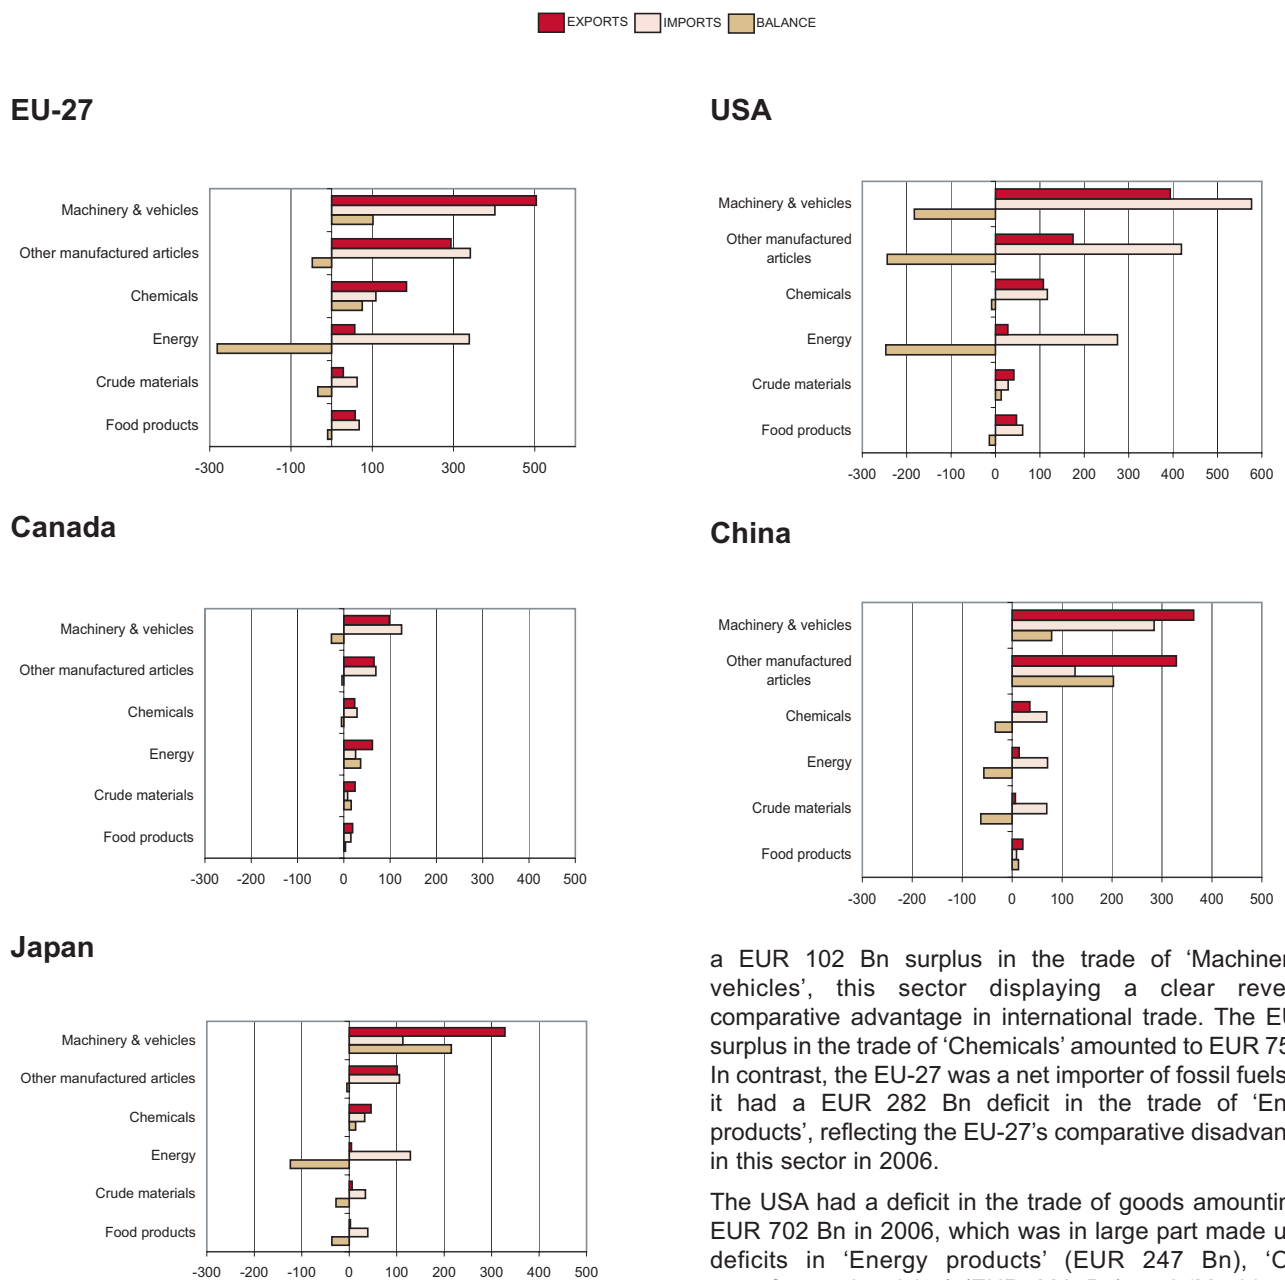 EXPORTS IMPORTS BALANCE
EU-27
Machinery & vehicles
Other manufactured articles
Chemicals
Energy
Crude materials
Food products
-300 -100 100 300 500
USA
Machinery & vehicles
Other manufactured
articles
Chemicals
Energy
Crude materials
Food products
-300 -200 -100 0 100 200 300 400 500 600
Canada
Machinery & vehicles
Other manufactured articles
Chemicals
Energy
Crude materials
Food products
-300 -200 -100 0 100 200 300 400 500
China
Machinery & vehicles
Other manufactured
articles
Chemicals
Energy
Crude materials
Food products
-300 -200 -100 0 100 200 300 400 500
Japan
Machinery & vehicles
Other manufactured articles
Chemicals
Energy
Crude materials
Food products
-300 -200 -100 0 100 200 300 400 500
a EUR 102 Bn surplus in the trade of ‘Machiner
vehicles’, this sector displaying a clear reve
comparative advantage in international trade. The EU
surplus in the trade of ‘Chemicals’ amounted to EUR 75
In contrast, the EU-27 was a net importer of fossil fuels
it had a EUR 282 Bn deficit in the trade of ‘En
products’, reflecting the EU-27’s comparative disadvan
in this sector in 2006.
The USA had a deficit in the trade of goods amountin
EUR 702 Bn in 2006, which was in large part made u
deficits in ‘Energy products’ (EUR 247 Bn), ‘O